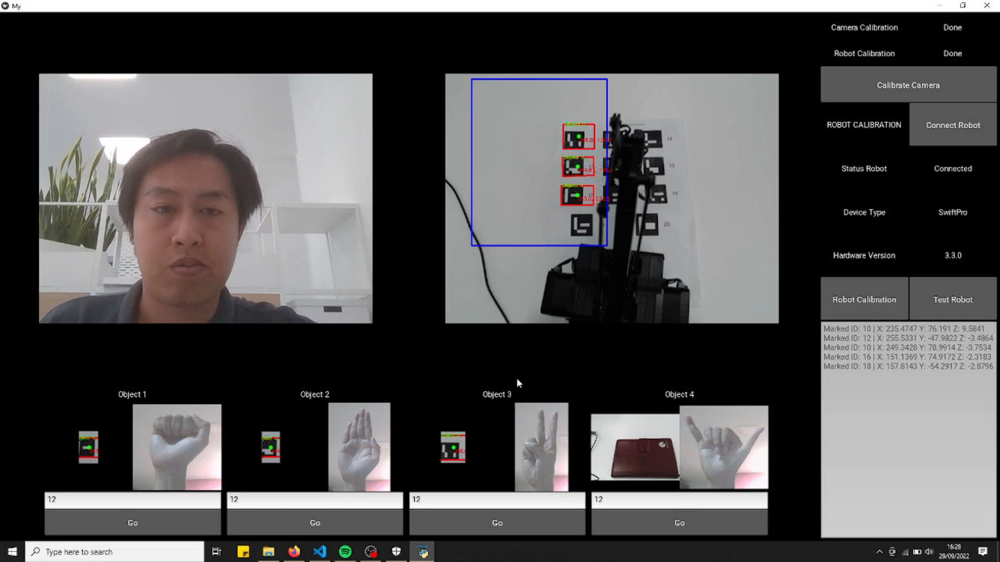 My
Camera Calibration Done
Robot Calibration Done
Calibrate Camera
ROBOT CALIBRATION Connect Robot
Status Robot Connected
Device Type SwiftPro
Hardware Version 3.3.0
Robot Calibration Test Robot
12
15
18
20
Marked ID: 10 | X: 235.4747 Y: 76.191 Z: 9.5841
Marked ID: 12 | X: 255.5331 Y: -47.9822 Z: -3.4864
Marked ID: 10 | X: 249.3428 Y: 78.9914 Z: -3.7534
Marked ID: 16 | X: 151.1369 Y: 74.9172 Z: -2.3183
Marked ID: 18 | X: 157.8143 Y: -54.2917 Z: -2.8796
Object 1 Object 2 Object 3 Object 4
12 12 12 12
Go Go Go Go
Type here to search
16:28
29/09/2022